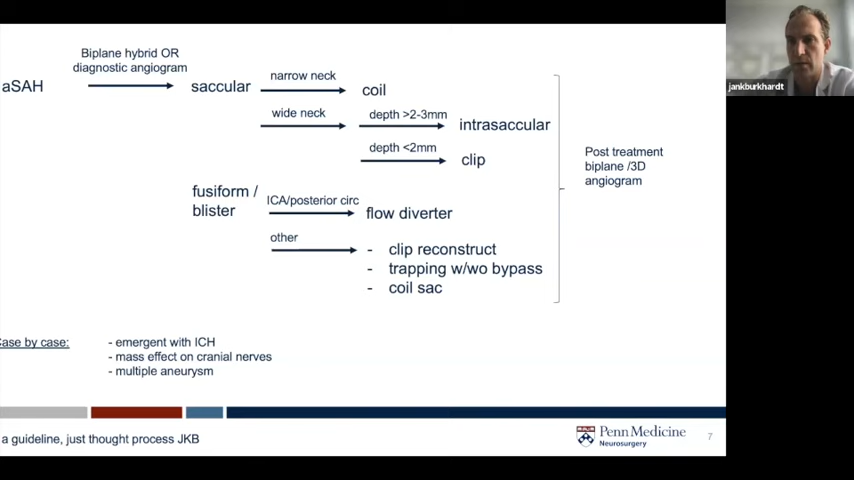 Biplane hybrid OR
diagnostic angiogram
aSAH
saccular
narrow neck
coil
wide neck
depth >2-3mm
intrasaccular
depth <2mm
clip
Post treatment
biplane /3D
angiogram
fusiform /
blister
ICA/posterior circ
flow diverter
other
- clip reconstruct
- trapping w/wo bypass
- coil sac
Case by case:
- emergent with ICH
- mass effect on cranial nerves
- multiple aneurysm
a guideline, just thought process JKB
Penn Medicine
Neurosurgery
7
jankburkhardt